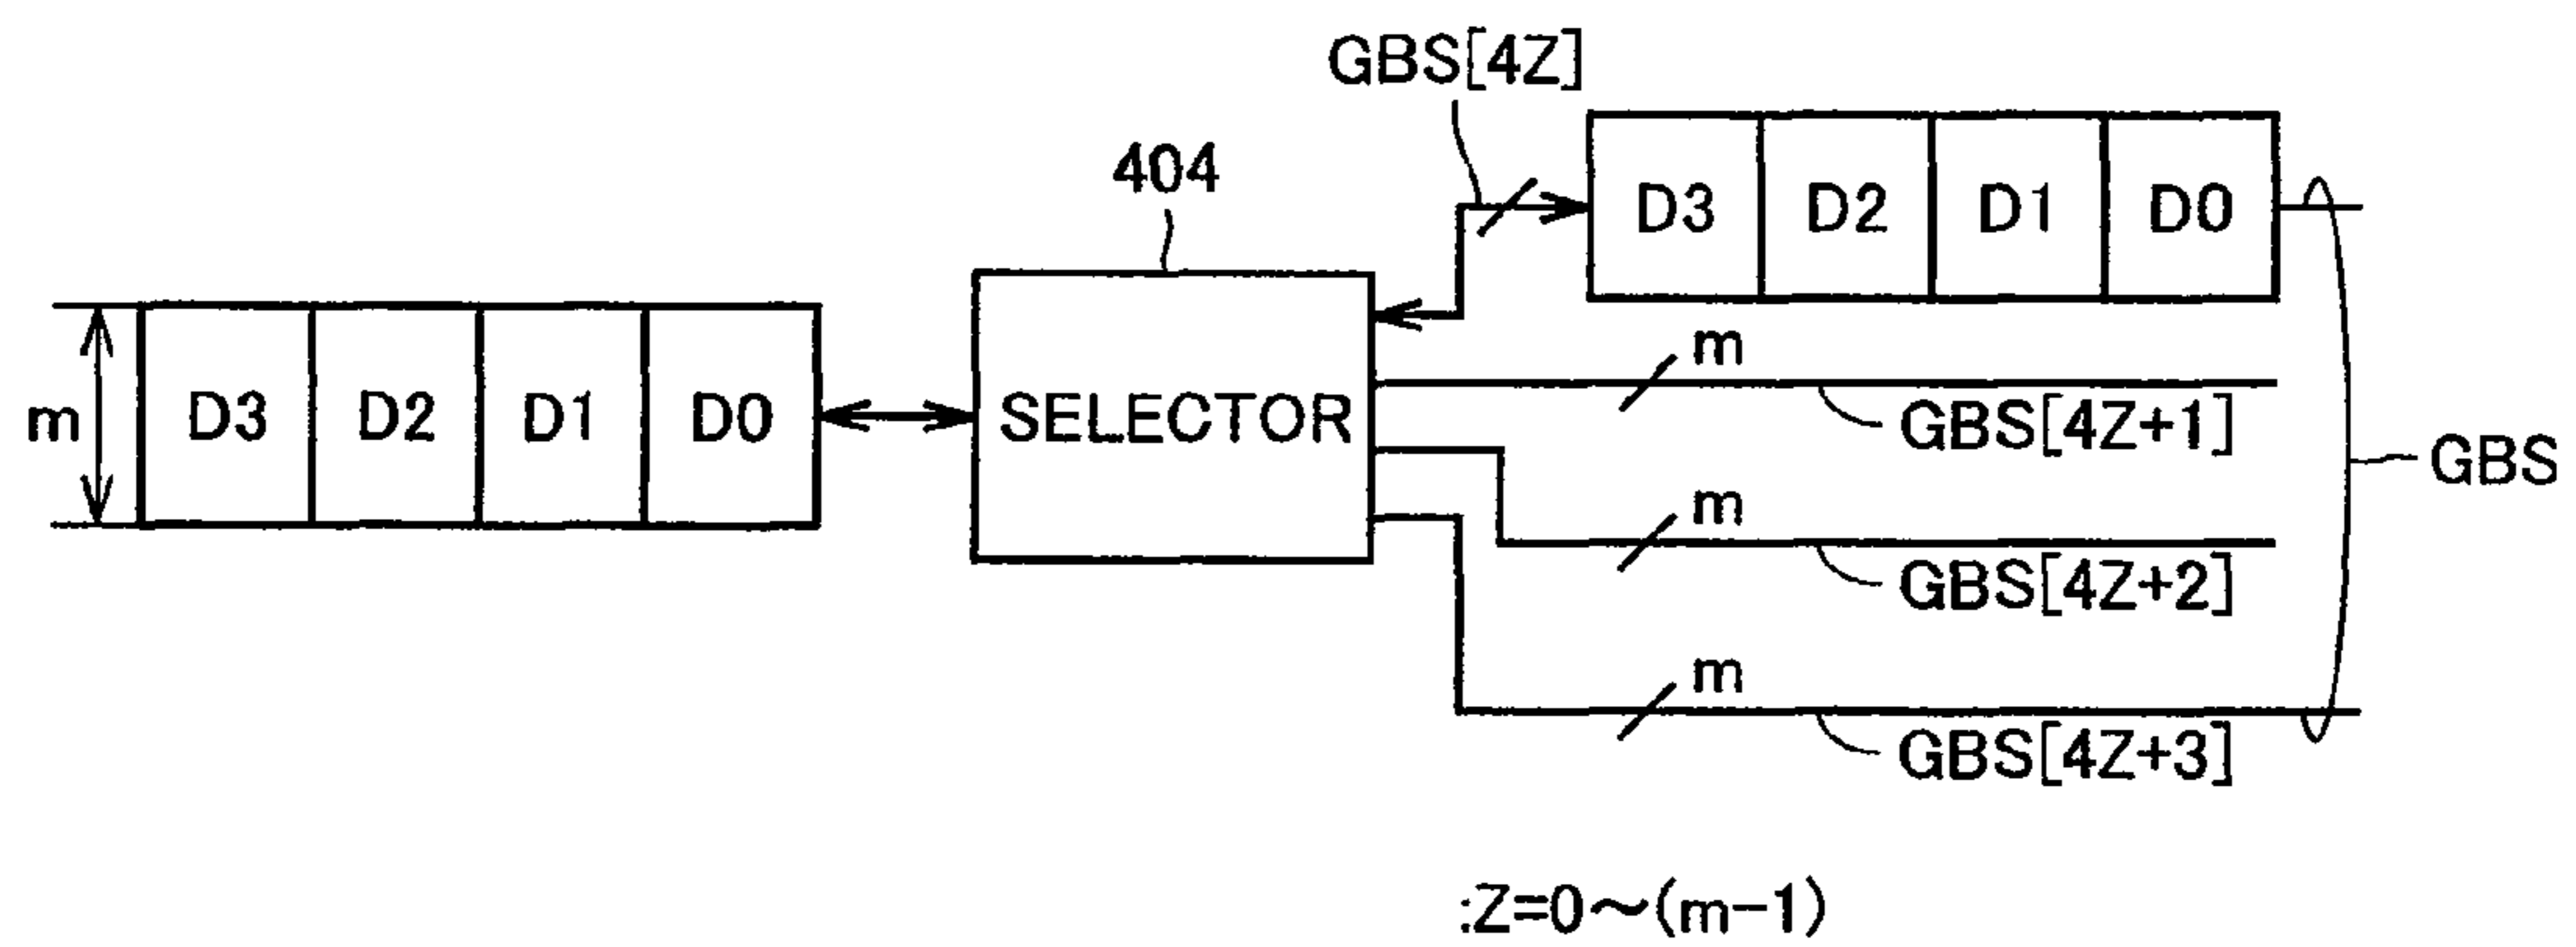 GBS[4Z]
404
D3 D2 D1 D0
m
m D3 D2 D1 D0 SELECTOR
GBS[4Z+1]
GBS
m
GBS[4Z+2]
m
GBS[4Z+3]
:Z=0～(m-1)